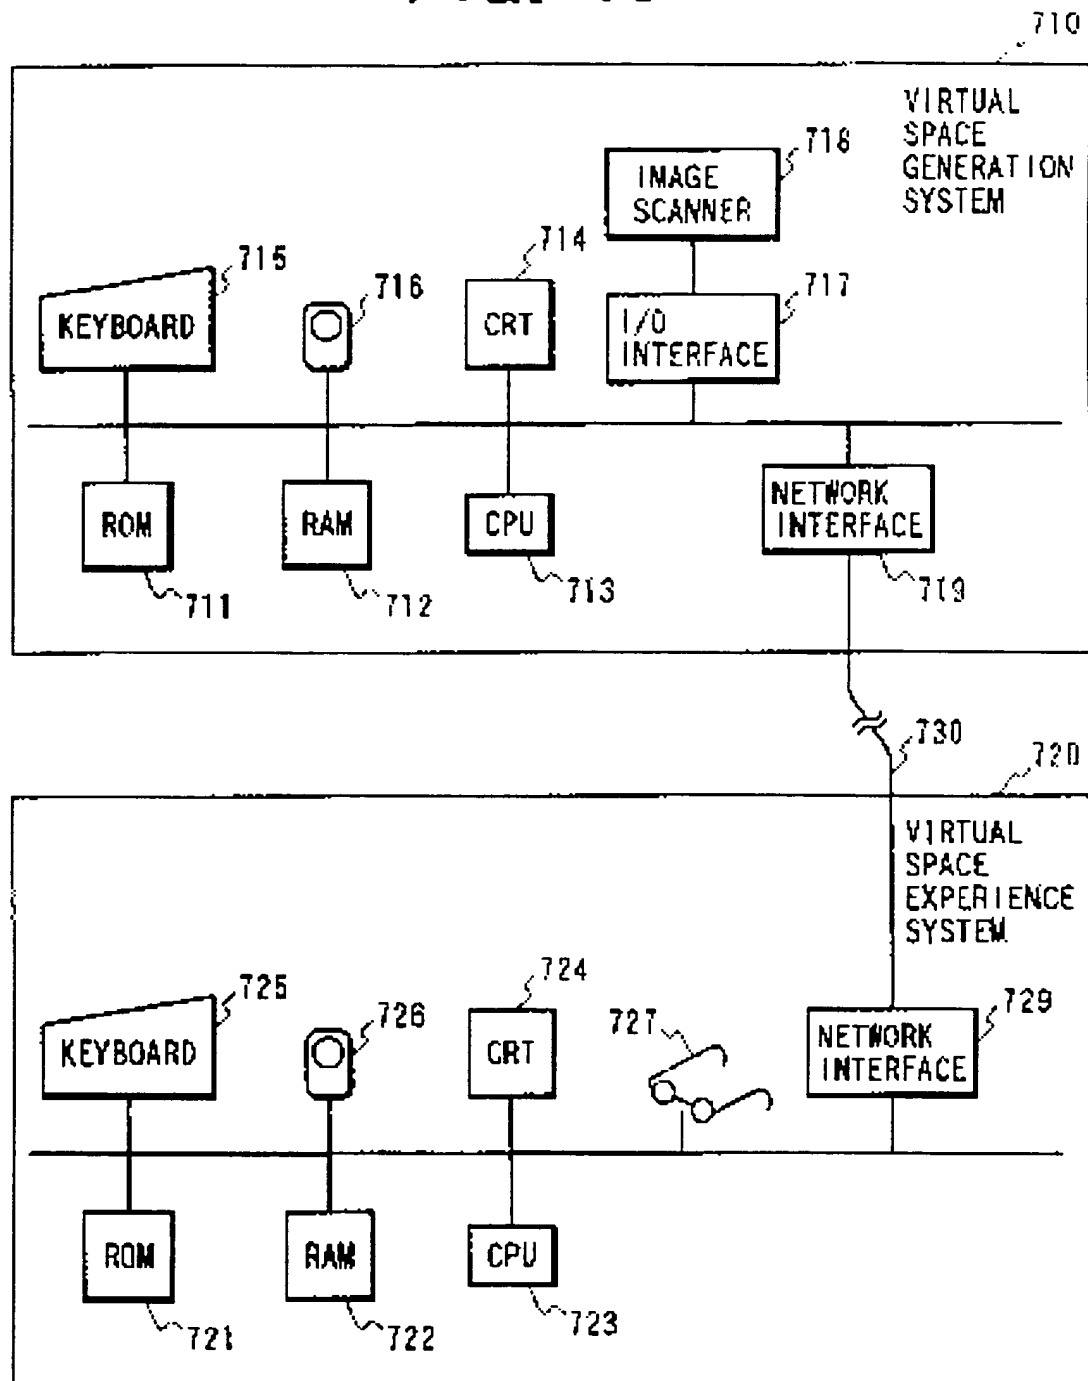 710
VIRTUAL
SPACE
GENERATION
SYSTEM
718
IMAGE
SCANNER
714
715
716
717
KEYBOARD
CRT
I/O
INTERFACE
ROM
RAM
CPU
NETWORK
INTERFACE
711
712
713
719
730
720
VIRTUAL
SPACE
EXPERIENCE
SYSTEM
724
725
726
727
729
KEYBOARD
CRT
NETWORK
INTERFACE
ROM
RAM
CPU
721
722
723